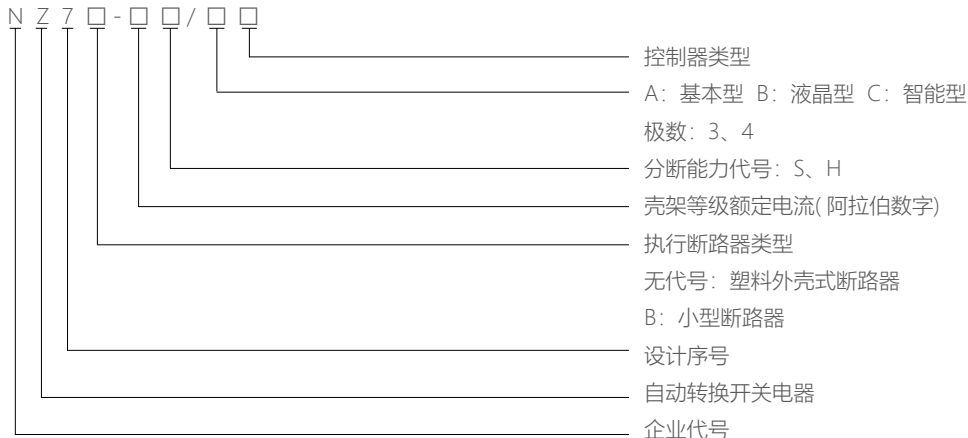 NZ7□-□□/□□
控制器类型
A：基本型 B：液晶型 C：智能型
极数：3、4
分断能力代号：S、H
壳架等级额定电流(阿拉伯数字)
执行断路器类型
无代号：塑料外壳式断路器
B：小型断路器
设计序号
自动转换开关电器
企业代号